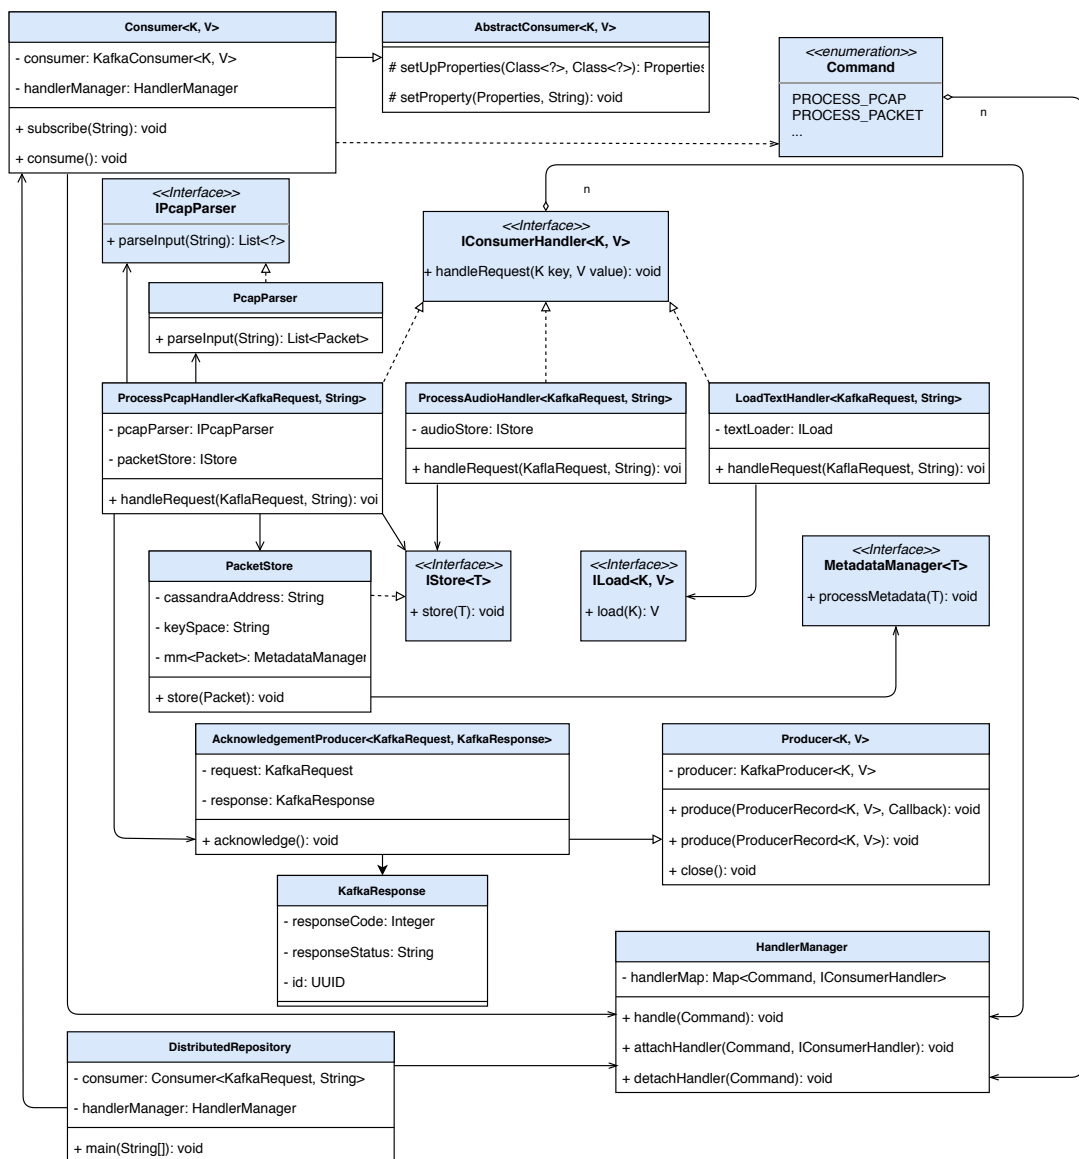 Consumer<K, V>
- consumer: KafkaConsumer<K, V>
- handlerManager: HandlerManager
+ subscribe(String): void
+ consume(): void
AbstractConsumer<K, V>
# setUpProperties(Class<?>, Class<?>): Properties
# setProperty(Properties, String): void
<<enumeration>>
Command
PROCESS_PCAP
PROCESS_PACKET
...
n
<<Interface>>
IPcapParser
+ parseInput(String): List<?>
n
<<Interface>>
IConsumerHandler<K, V>
+ handleRequest(K key, V value): void
PcapParser
+ parseInput(String): List<Packet>
ProcessPcapHandler<KafkaRequest, String>
- pcapParser: IPcapParser
- packetStore: IStore
+ handleRequest(KaflaRequest, String): voi
ProcessAudioHandler<KafkaRequest, String>
- audioStore: IStore
+ handleRequest(KaflaRequest, String): voi
LoadTextHandler<KafkaRequest, String>
- textLoader: ILoad
+ handleRequest(KaflaRequest, String): voi
PacketStore
- cassandraAddress: String
- keySpace: String
- mm<Packet>: MetadataManager
+ store(Packet): void
<<Interface>>
IStore<T>
+ store(T): void
<<Interface>>
ILoad<K, V>
+ load(K): V
<<Interface>>
MetadataManager<T>
+ processMetadata(T): void
AcknowledgementProducer<KafkaRequest, KafkaResponse>
- request: KafkaRequest
- response: KafkaResponse
+ acknowledge(): void
Producer<K, V>
- producer: KafkaProducer<K, V>
+ produce(ProducerRecord<K, V>, Callback): void
+ produce(ProducerRecord<K, V>): void
+ close(): void
KafkaResponse
- responseCode: Integer
- responseStatus: String
- id: UUID
HandlerManager
- handlerMap: Map<Command, IConsumerHandler>
+ handle(Command): void
+ attachHandler(Command, IConsumerHandler): void
+ detachHandler(Command): void
DistributedRepository
- consumer: Consumer<KafkaRequest, String>
- handlerManager: HandlerManager
+ main(String[]): void